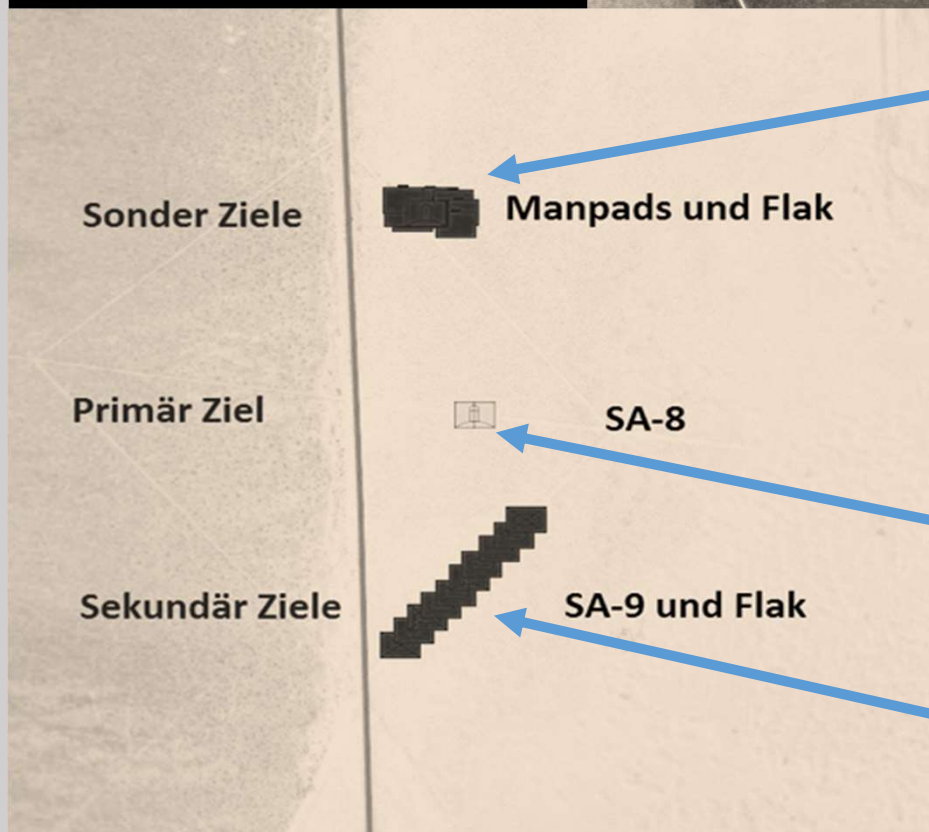 Sonder Ziele
Manpads und Flak
Primär Ziel
SA-8
Sekundär Ziele
SA-9 und Flak